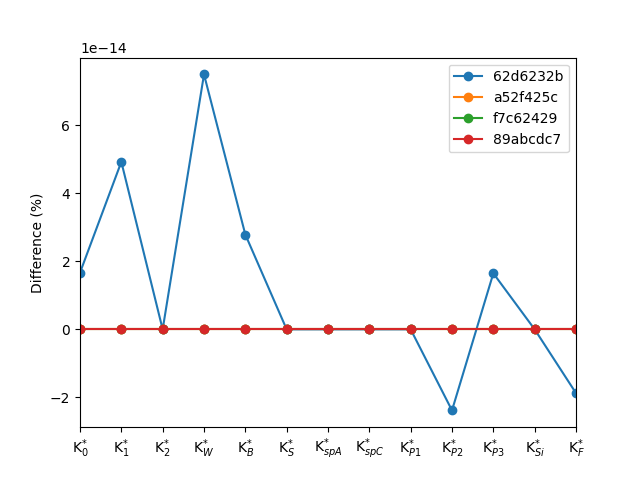 1e−14
Difference (%)
6
4
2
0
−2
62d6232b
a52f425c
f7c62429
89abcdc7
K*0 K*1 K*2 K*W K*B K*S K*spA K*spC K*P1 K*P2 K*P3 K*Si K*F